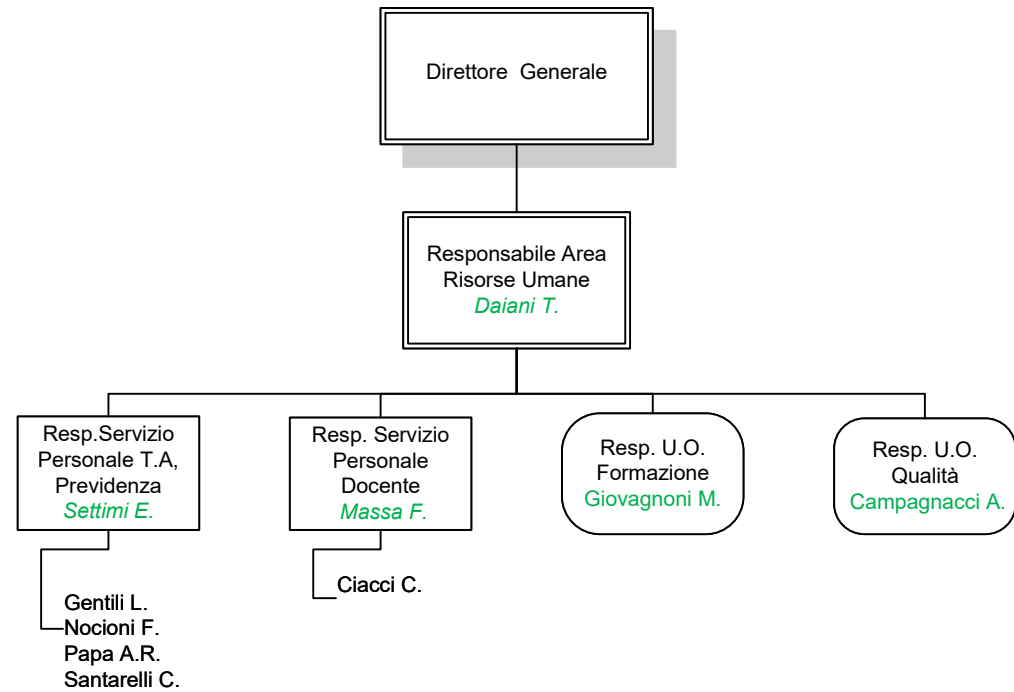 Direttore Generale
Responsabile Area
Risorse Umane
Daiani T.
Resp.Servizio
Personale T.A,
Previdenza
Settimi E.
Resp. Servizio
Personale
Docente
Massa F.
Resp. U.O.
Formazione
Giovagnoni M.
Resp. U.O.
Qualità
Campagnacci A.
Gentili L.
Nocioni F.
Papa A.R.
Santarelli C.
Ciacci C.